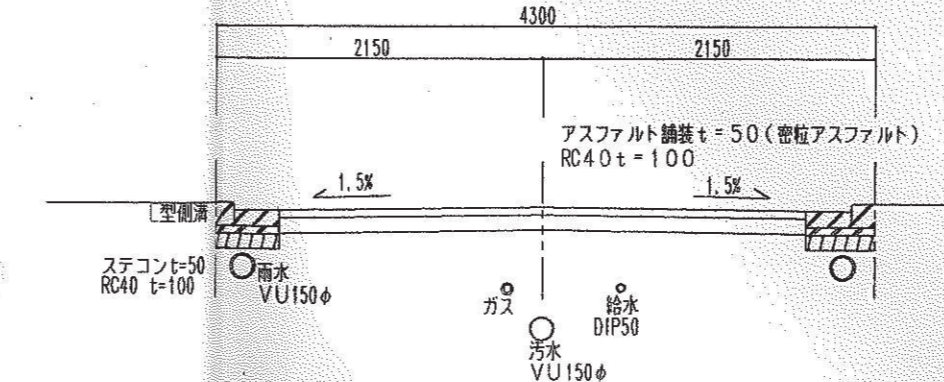 4300
2150
2150
アスファルト舗装t=50(密粒アスファルト)
RC40t=100
1.5%
1.5%
L型側溝
ステコンt=50
RC40 t=100
雨水
VU150φ
ガス
給水
DIP50
汚水
VU150φ